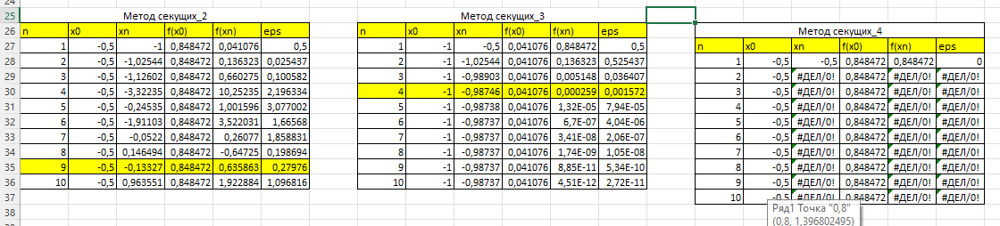 24
25 Метод секущих_2 Метод секущих_3
26 n x0 xn f(x0) f(xn) eps n x0 xn f(x0) f(xn) eps Метод секущих_4
27 1 -0,5 -1 0,848472 0,041076 0,5 1 -1 -0,5 0,041076 0,848472 0,5 n x0 xn f(x0) f(xn) eps
28 2 -0,5 -1,02544 0,848472 0,136323 0,025437 2 -1 -1,02544 0,041076 0,136323 0,525437 1 -0,5 -0,5 0,848472 0,848472 0
29 3 -0,5 -1,12602 0,848472 0,660275 0,100582 3 -1 -0,98903 0,041076 0,005148 0,036407 2 -0,5 #ДЕЛ/0! 0,848472 #ДЕЛ/0! #ДЕЛ/0!
30 4 -0,5 -3,32235 0,848472 10,25235 2,196334 4 -1 -0,98746 0,041076 0,000259 0,001572 3 -0,5 #ДЕЛ/0! 0,848472 #ДЕЛ/0! #ДЕЛ/0!
31 5 -0,5 -0,24535 0,848472 1,001596 3,077002 5 -1 -0,98738 0,041076 1,32E-05 7,94E-05 4 -0,5 #ДЕЛ/0! 0,848472 #ДЕЛ/0! #ДЕЛ/0!
32 6 -0,5 -1,91103 0,848472 3,522031 1,66568 6 -1 -0,98737 0,041076 6,7E-07 4,04E-06 5 -0,5 #ДЕЛ/0! 0,848472 #ДЕЛ/0! #ДЕЛ/0!
33 7 -0,5 -0,0522 0,848472 0,26077 1,858831 7 -1 -0,98737 0,041076 3,41E-08 2,06E-07 6 -0,5 #ДЕЛ/0! 0,848472 #ДЕЛ/0! #ДЕЛ/0!
34 8 -0,5 0,146494 0,848472 -0,64725 0,198694 8 -1 -0,98737 0,041076 1,74E-09 1,05E-08 7 -0,5 #ДЕЛ/0! 0,848472 #ДЕЛ/0! #ДЕЛ/0!
35 9 -0,5 -0,13327 0,848472 0,635863 0,27976 9 -1 -0,98737 0,041076 8,85E-11 5,34E-10 8 -0,5 #ДЕЛ/0! 0,848472 #ДЕЛ/0! #ДЕЛ/0!
36 10 -0,5 0,963551 0,848472 1,922884 1,096816 10 -1 -0,98737 0,041076 4,51E-12 2,72E-11 9 -0,5 #ДЕЛ/0! 0,848472 #ДЕЛ/0! #ДЕЛ/0!
37 10 -0,5 #ДЕЛ/0! 0,848472 #ДЕЛ/0! #ДЕЛ/0!
38 Ряд1 Точка "0,8"
(0,8, 1,396802495)